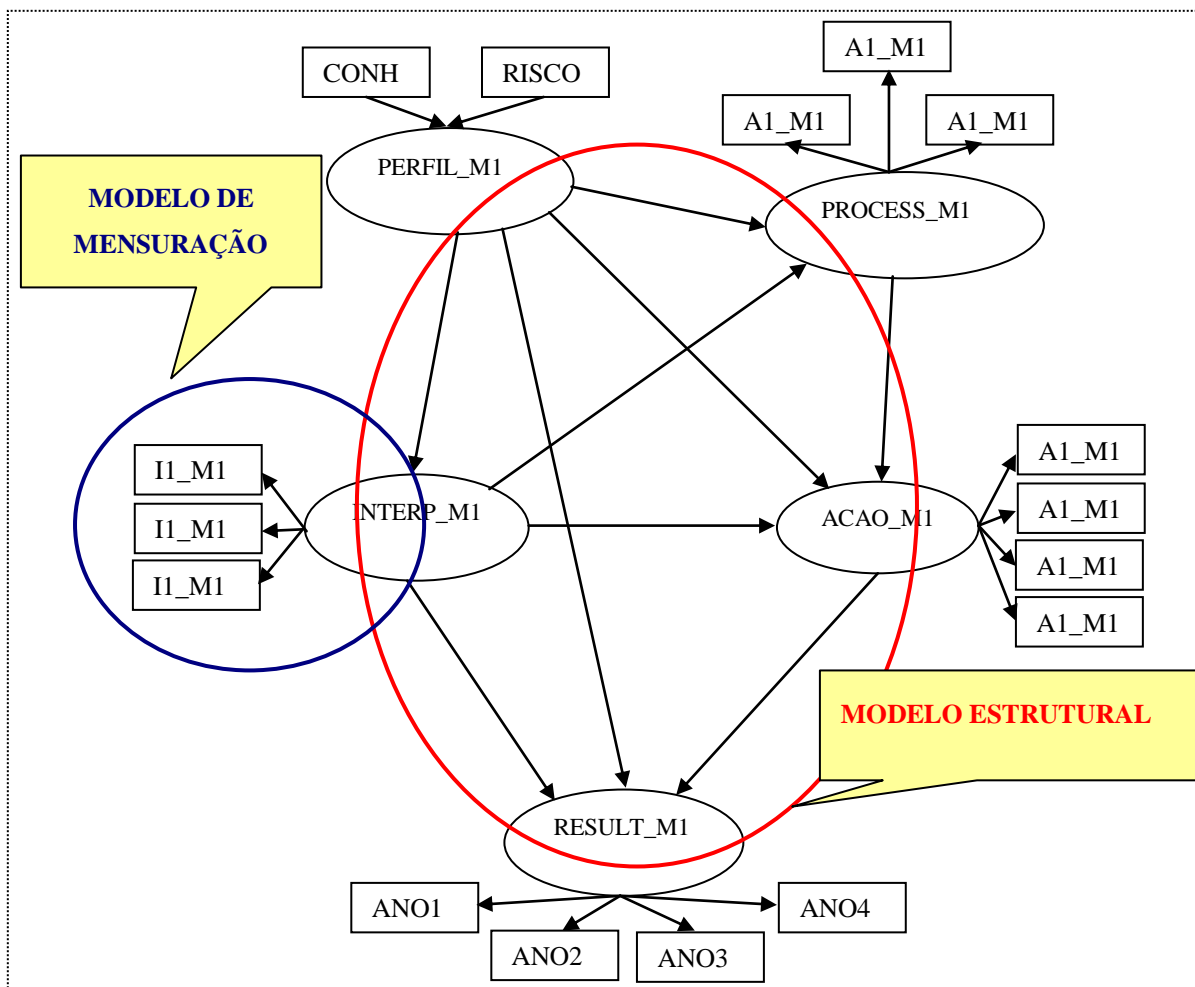 A1_M1
CONH
RISCO
A1_M1
A1_M1
PERFIL_M1
MODELO DE
MENSURAÇÃO
PROCESS_M1
I1_M1
I1_M1
I1_M1
INTERP_M1
ACAO_M1
A1_M1
A1_M1
A1_M1
A1_M1
MODELO ESTRUTURAL
RESULT_M1
ANO1
ANO2
ANO3
ANO4